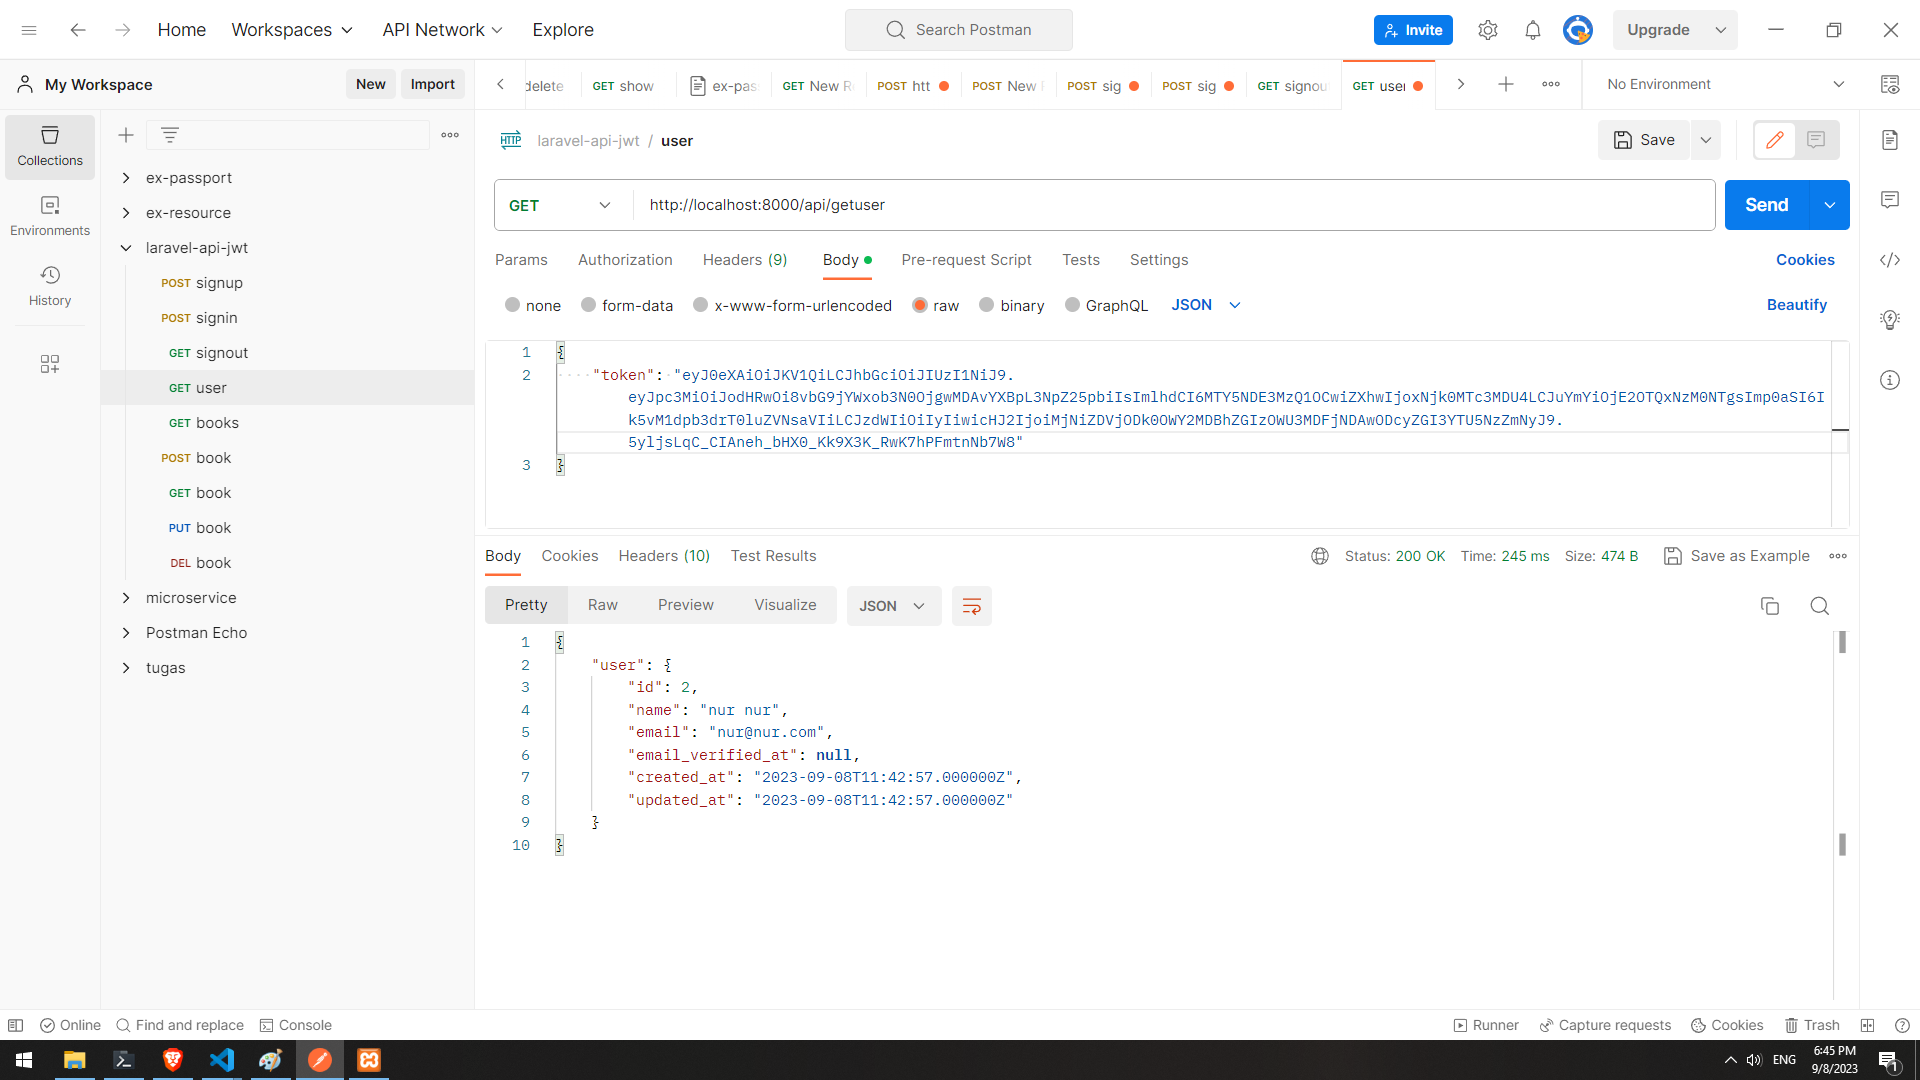 Home Workspaces API Network Explore Search Postman Invite Upgrade
My Workspace New Import delete GET show ex-pas GET New R POST htt POST New POST sig POST sig GET signou GET user No Environment
Collections
Environments
History
ex-passport
ex-resource
laravel-api-jwt
POST signup
POST signin
GET signout
GET user
GET books
POST book
GET book
PUT book
DEL book
microservice
Postman Echo
tugas
HTTP laravel-api-jwt / user Save
GET http://localhost:8000/api/getuser Send
Params Authorization Headers (9) Body Pre-request Script Tests Settings Cookies
none form-data x-www-form-urlencoded raw binary GraphQL JSON Beautify
1 {
2 "token": "eyJ0eXAiOiJKV1QiLCJhbGciOiJIUzI1NiJ9.
eyJpc3MiOiJodHRwOi8vbG9jYWxob3N0OjgwMDAvYXBpL3NpZ25pbiIsImlhdCI6MTY5NDE3MzQ1OCwiZXhwIjoxNjk0MTc3MDU4LCJuYmYiOjE2OTQxNzM0NTgsImp0aSI6I
k5vM1dpb3drT0luZVNsaVIiLCJzdWIiOiIyIiwicHJ2IjoiMjNiZDVjODk0OWY2MDBhZGIzOWU3MDFjNDAwODcyZGI3YTU5NzZmNyJ9.
5yljsLqC_CIAneh_bHX0_Kk9X3K_RwK7hPFmtnNb7W8"
3 }
Body Cookies Headers (10) Test Results Status: 200 OK Time: 245 ms Size: 474 B Save as Example
Pretty Raw Preview Visualize JSON
1 {
2 "user": {
3 "id": 2,
4 "name": "nur nur",
5 "email": "nur@nur.com",
6 "email_verified_at": null,
7 "created_at": "2023-09-08T11:42:57.000000Z",
8 "updated_at": "2023-09-08T11:42:57.000000Z"
9 }
10 }
Online Find and replace Console Runner Capture requests Cookies Trash
ENG 6:45 PM
9/8/2023 1